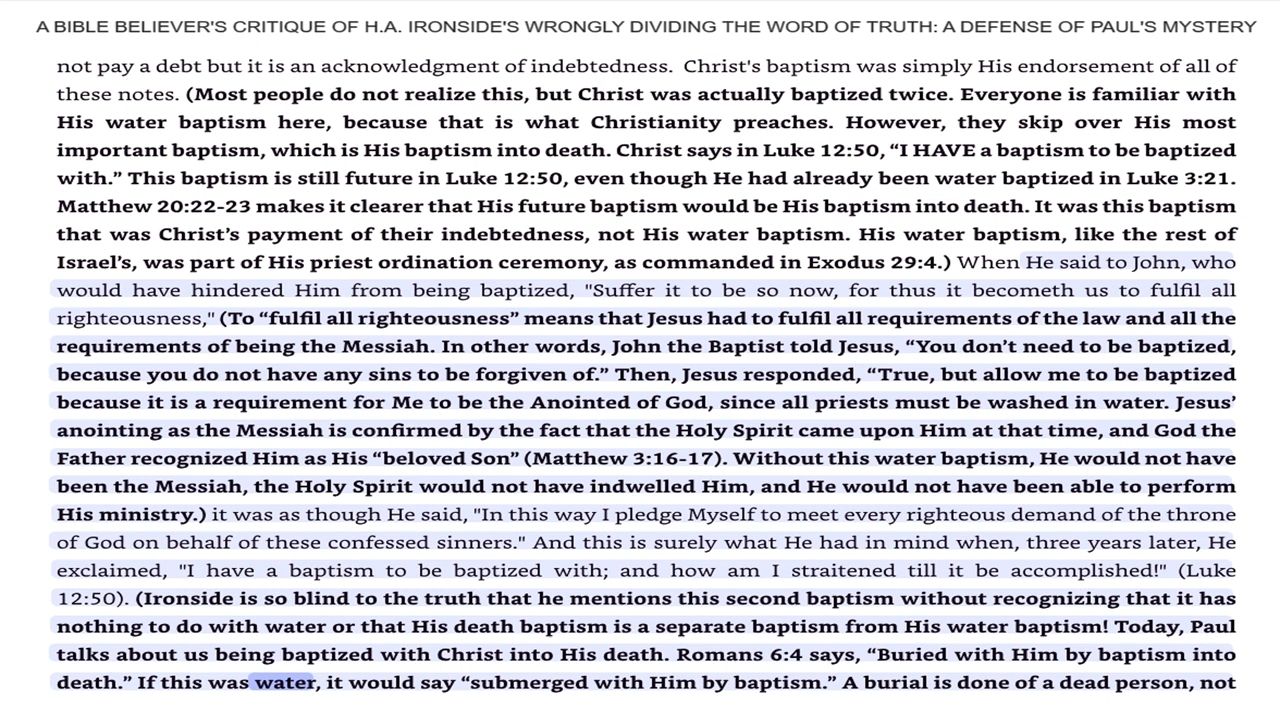 A BIBLE BELIEVER'S CRITIQUE OF H.A. IRONSIDE'S WRONGLY DIVIDING THE WORD OF TRUTH: A DEFENSE OF PAUL'S MYSTERY
not pay a debt but it is an acknowledgment of indebtedness. Christ's baptism was simply His endorsement of all of
these notes. (Most people do not realize this, but Christ was actually baptized twice. Everyone is familiar with
His water baptism here, because that is what Christianity preaches. However, they skip over His most
important baptism, which is His baptism into death. Christ says in Luke 12:50, “I HAVE a baptism to be baptized
with.” This baptism is still future in Luke 12:50, even though He had already been water baptized in Luke 3:21.
Matthew 20:22-23 makes it clearer that His future baptism would be His baptism into death. It was this baptism
that was Christ’s payment of their indebtedness, not His water baptism. His water baptism, like the rest of
Israel’s, was part of His priest ordination ceremony, as commanded in Exodus 29:4.) When He said to John, who
would have hindered Him from being baptized, "Suffer it to be so now, for thus it becometh us to fulfil all
righteousness," (To “fulfil all righteousness” means that Jesus had to fulfil all requirements of the law and all the
requirements of being the Messiah. In other words, John the Baptist told Jesus, “You don’t need to be baptized,
because you do not have any sins to be forgiven of.” Then, Jesus responded, “True, but allow me to be baptized
because it is a requirement for Me to be the Anointed of God, since all priests must be washed in water. Jesus’
anointing as the Messiah is confirmed by the fact that the Holy Spirit came upon Him at that time, and God the
Father recognized Him as His “beloved Son” (Matthew 3:16-17). Without this water baptism, He would not have
been the Messiah, the Holy Spirit would not have indwelled Him, and He would not have been able to perform
His ministry.) it was as though He said, "In this way I pledge Myself to meet every righteous demand of the throne
of God on behalf of these confessed sinners." And this is surely what He had in mind when, three years later, He
exclaimed, "I have a baptism to be baptized with; and how am I straitened till it be accomplished!" (Luke
12:50). (Ironside is so blind to the truth that he mentions this second baptism without recognizing that it has
nothing to do with water or that His death baptism is a separate baptism from His water baptism! Today, Paul
talks about us being baptized with Christ into His death. Romans 6:4 says, “Buried with Him by baptism into
death.” If this was water, it would say “submerged with Him by baptism.” A burial is done of a dead person, not